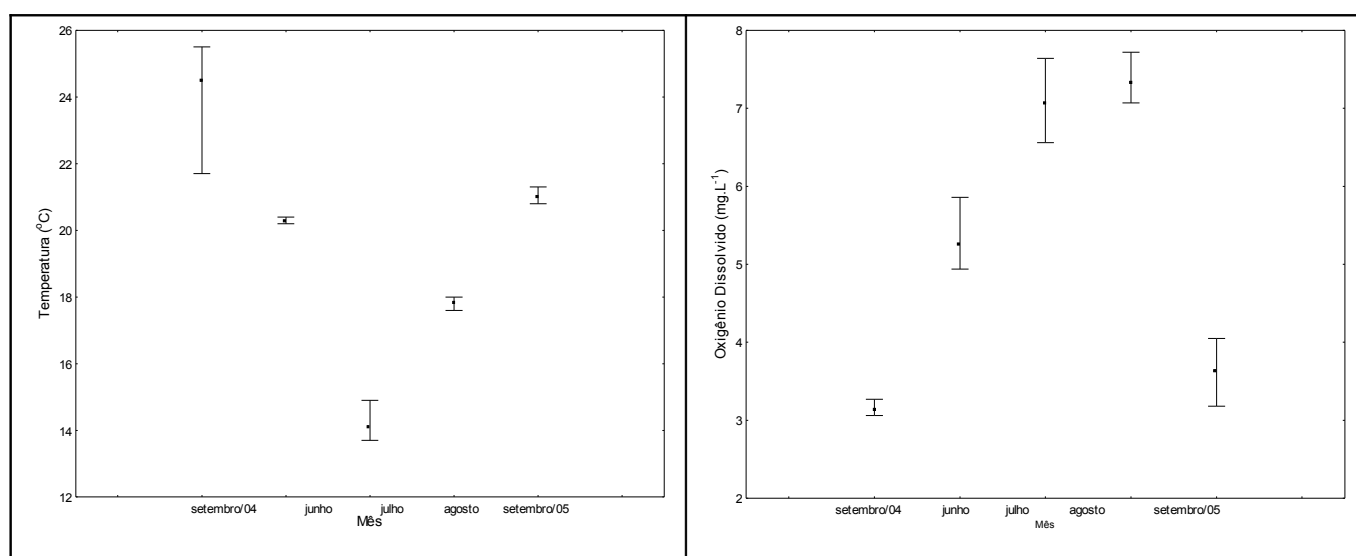 26
24
22
20
18
16
14
12
Temperatura (°C)
setembro/04 junho julho agosto setembro/05
Mês
8
7
6
5
4
3
2
Oxigênio Dissolvido (mg.L⁻¹)
setembro/04 junho julho agosto setembro/05
Mês